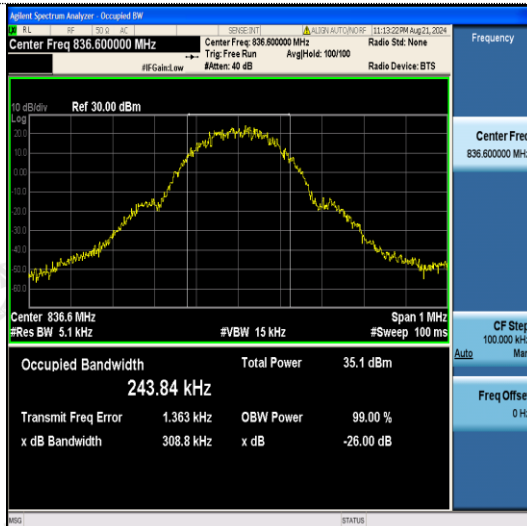 Agilent Spectrum Analyzer - Occupied BW
RL RF 50 Ω AC SENSE:INT ALIGN AUTO/NO RF 11:13:22PM Aug 21, 2024
Center Freq 836.600000 MHz Center Freq: 836.600000 MHz Radio Std: None Frequency
Trig: Free Run Avg|Hold: 100/100
#IFGain:Low #Atten: 40 dB Radio Device: BTS
10 dB/div Ref 30.00 dBm
Log
20.0
10.0
0.00
-10.0
-20.0
-30.0
-40.0
-50.0
-60.0
Center Freq
836.600000 MHz
Center 836.6 MHz Span 1 MHz
#Res BW 5.1 kHz #VBW 15 kHz #Sweep 100 ms
CF Step
100.000 kHz
Auto Man
Occupied Bandwidth Total Power 35.1 dBm
243.84 kHz
Transmit Freq Error 1.363 kHz OBW Power 99.00 %
x dB Bandwidth 308.8 kHz x dB -26.00 dB
Freq Offset
0 Hz
MSG STATUS